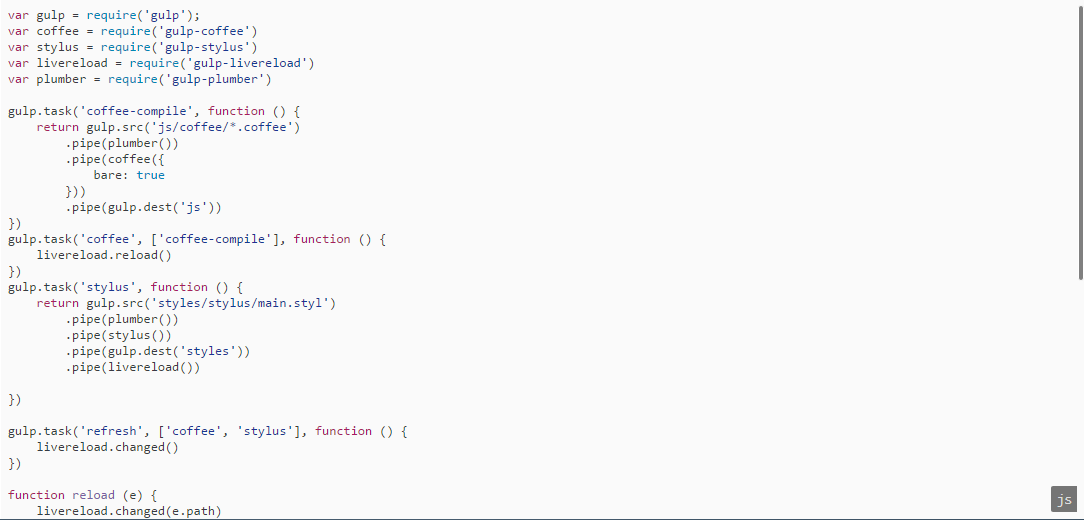 var gulp = require('gulp');
var coffee = require('gulp-coffee')
var stylus = require('gulp-stylus')
var livereload = require('gulp-livereload')
var plumber = require('gulp-plumber')

gulp.task('coffee-compile', function () {
    return gulp.src('js/coffee/*.coffee')
        .pipe(plumber())
        .pipe(coffee({
            bare: true
        }))
        .pipe(gulp.dest('js'))
})
gulp.task('coffee', ['coffee-compile'], function () {
    livereload.reload()
})
gulp.task('stylus', function () {
    return gulp.src('styles/stylus/main.styl')
        .pipe(plumber())
        .pipe(stylus())
        .pipe(gulp.dest('styles'))
        .pipe(livereload())

})

gulp.task('refresh', ['coffee', 'stylus'], function () {
    livereload.changed()
})

function reload (e) {
    livereload.changed(e.path)
js